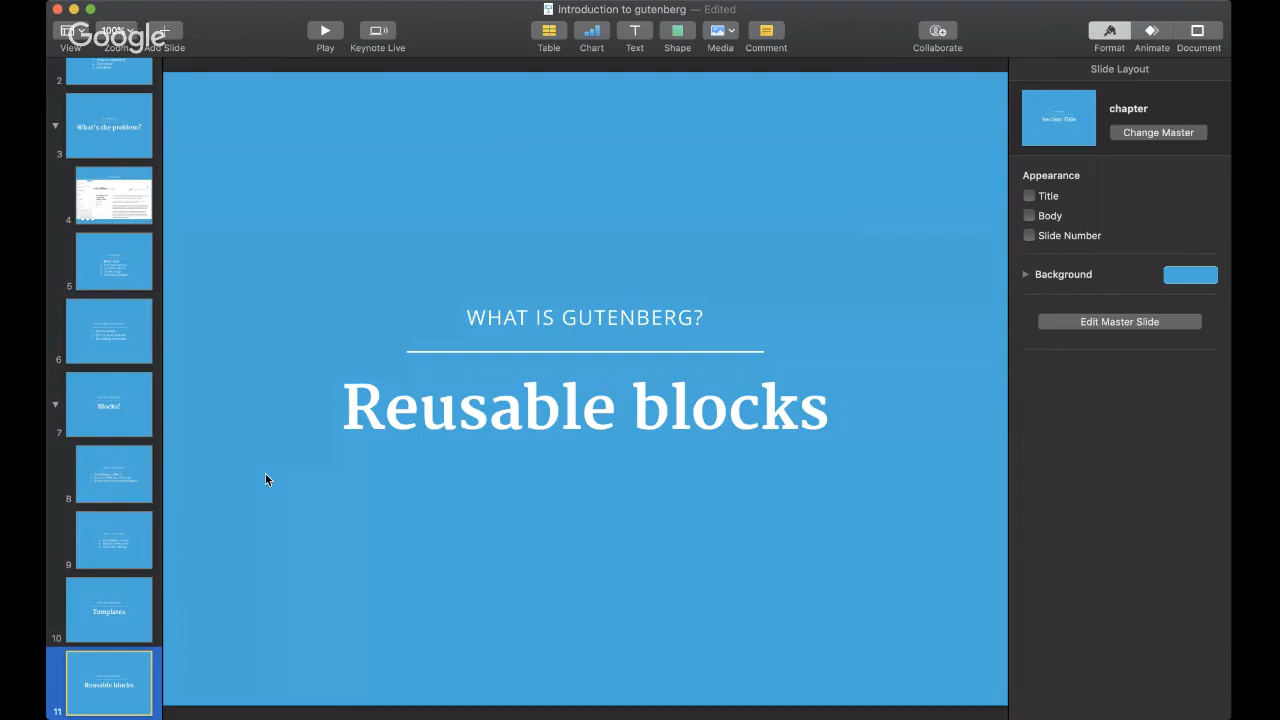 introduction to gutenberg — Edited
100%
Google
View
Zoom
Add Slide
Play
Keynote Live
Table
Chart
Text
Shape
Media
Comment
Collaborate
Format
Animate
Document
2
What's the problem?
3
4
5
6
Blocks!
7
8
9
Templates
10
Reusable blocks
11
WHAT IS GUTENBERG?
Reusable blocks
Slide Layout
Section Title
chapter
Change Master
Appearance
Title
Body
Slide Number
Background
Edit Master Slide